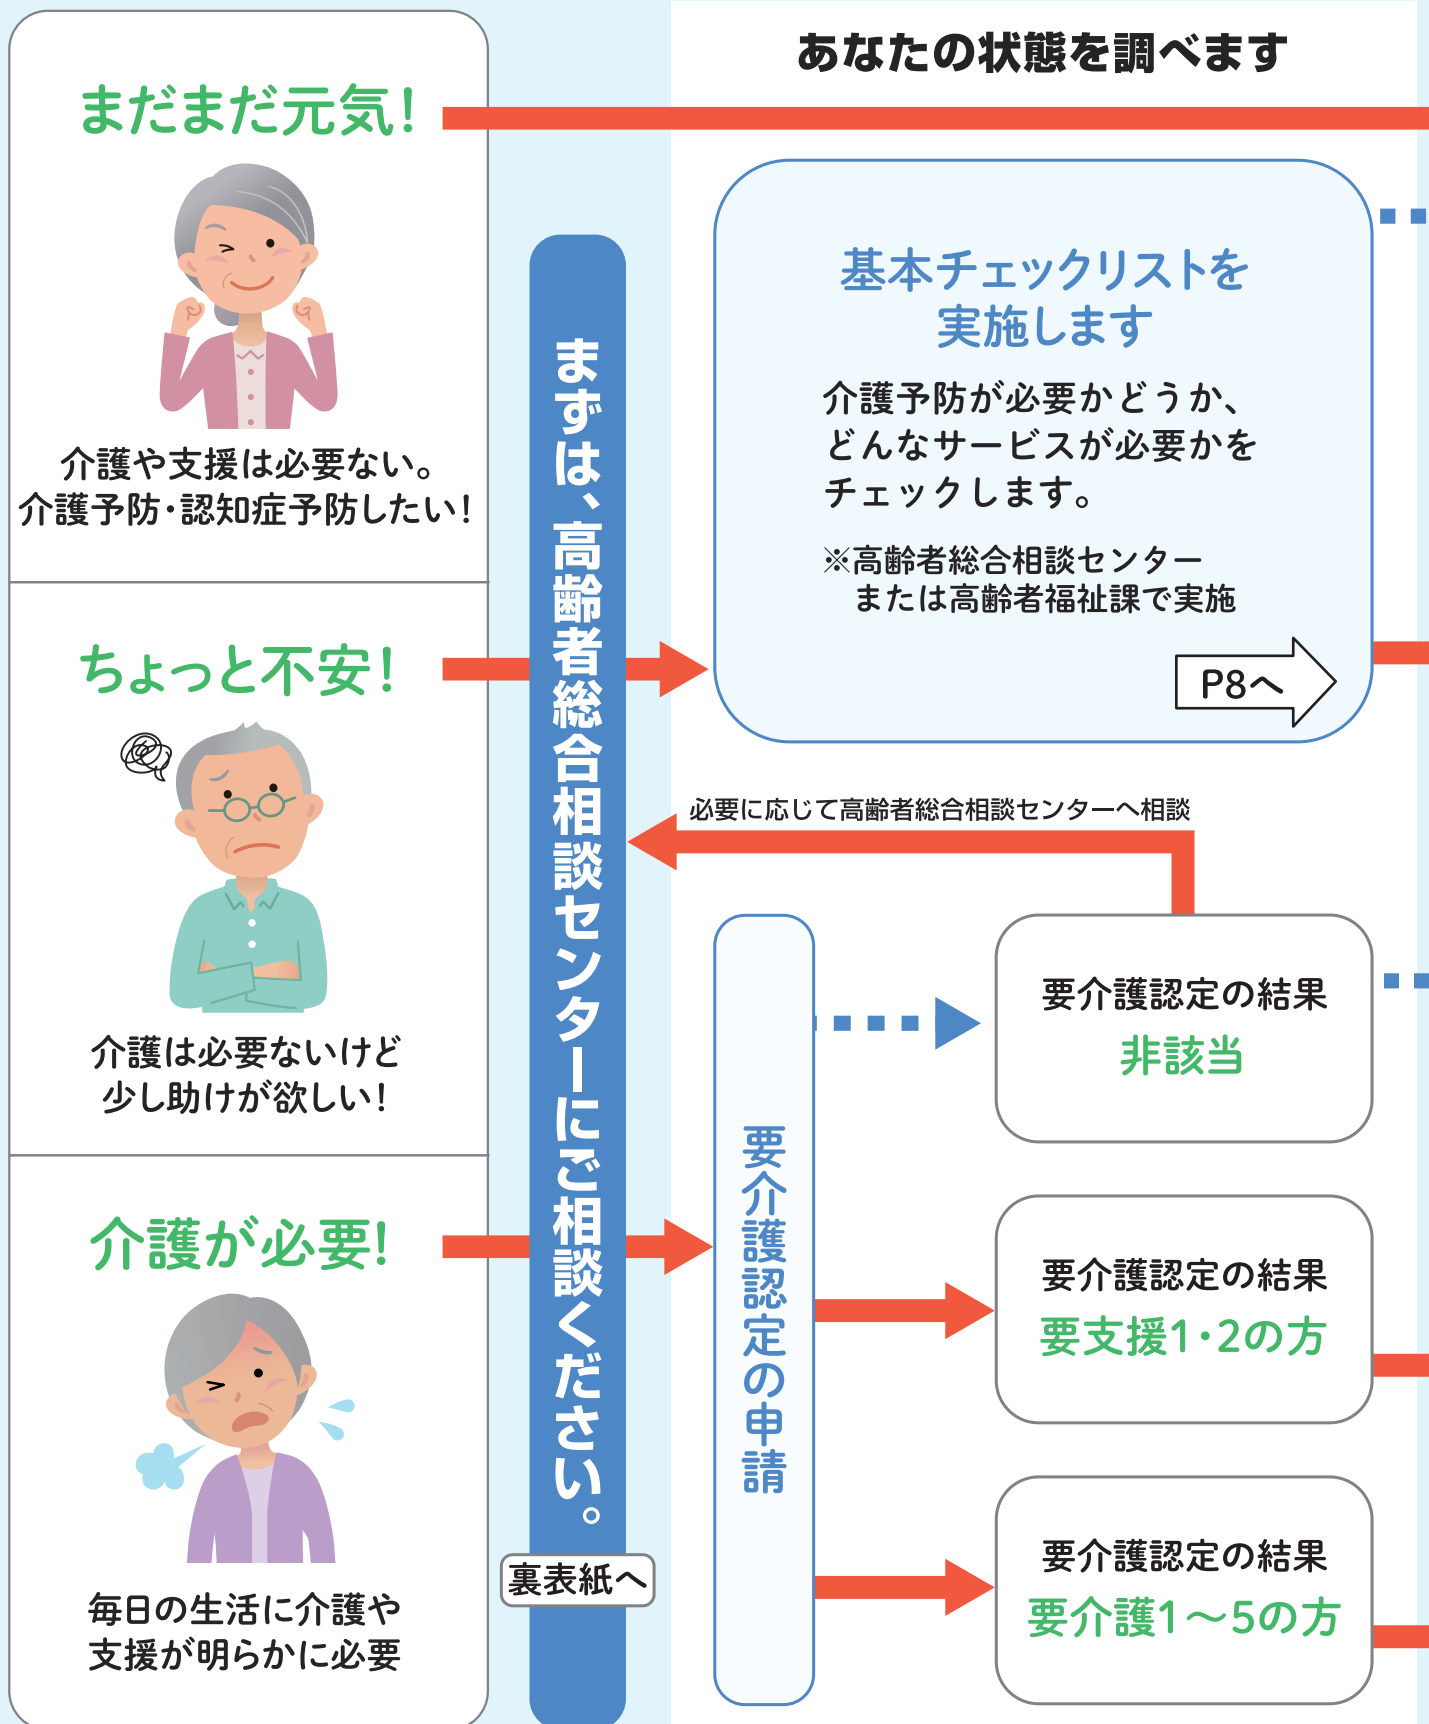 まだまだ元気！
介護や支援は必要ない。
介護予防・認知症予防したい！
ちょっと不安！
介護は必要ないけど
少し助けが欲しい！
介護が必要！
毎日の生活に介護や
支援が明らかに必要
まずは、高齢者総合相談センターにご相談ください。
裏表紙へ
あなたの状態を調べます
基本チェックリストを
実施します
介護予防が必要かどうか、
どんなサービスが必要かを
チェックします。
※高齢者総合相談センター
または高齢者福祉課で実施
P8へ
必要に応じて高齢者総合相談センターへ相談
要介護認定の申請
要介護認定の結果
非該当
要介護認定の結果
要支援1・2の方
要介護認定の結果
要介護1～5の方